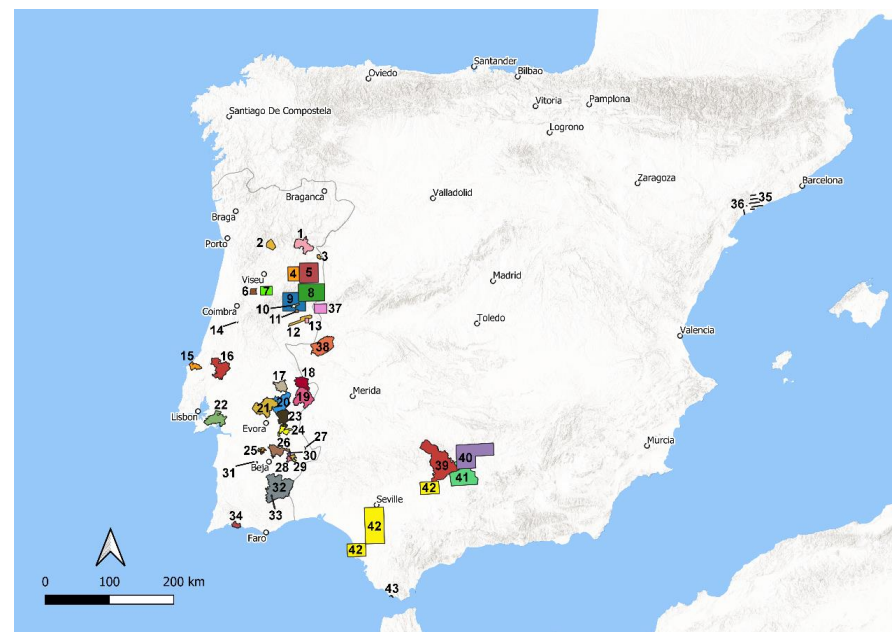 Santander
Oviedo
Bilbao
Vitoria
Pamplona
Santiago De Compostela
Logrono
Zaragoza
Barcelona
Braganca
Valladolid
36
35
Braga
Porto
2
1
3
Viseu
4
5
Madrid
6
7
8
9
10
37
Coimbra
11
12
13
14
Toledo
Valencia
38
15
16
17
18
Merida
19
20
21
22
Lisbon
23
Evora
24
27
26
25
30
Murcia
31
Beja
28
29
39
40
41
32
42
33
Seville
34
42
Faro
42
43
0 100 200 km